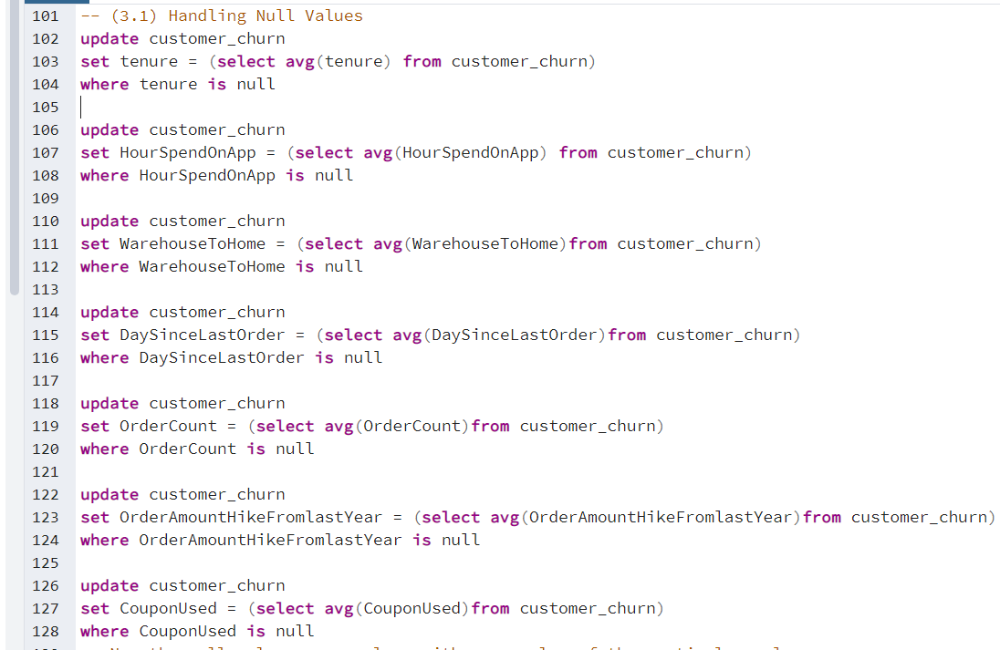 101 -- (3.1) Handling Null Values
102 update customer_churn
103 set tenure = (select avg(tenure) from customer_churn)
104 where tenure is null
105
106 update customer_churn
107 set HourSpendOnApp = (select avg(HourSpendOnApp) from customer_churn)
108 where HourSpendOnApp is null
109
110 update customer_churn
111 set WarehouseToHome = (select avg(WarehouseToHome)from customer_churn)
112 where WarehouseToHome is null
113
114 update customer_churn
115 set DaySinceLastOrder = (select avg(DaySinceLastOrder)from customer_churn)
116 where DaySinceLastOrder is null
117
118 update customer_churn
119 set OrderCount = (select avg(OrderCount)from customer_churn)
120 where OrderCount is null
121
122 update customer_churn
123 set OrderAmountHikeFromlastYear = (select avg(OrderAmountHikeFromlastYear)from customer_churn)
124 where OrderAmountHikeFromlastYear is null
125
126 update customer_churn
127 set CouponUsed = (select avg(CouponUsed)from customer_churn)
128 where CouponUsed is null